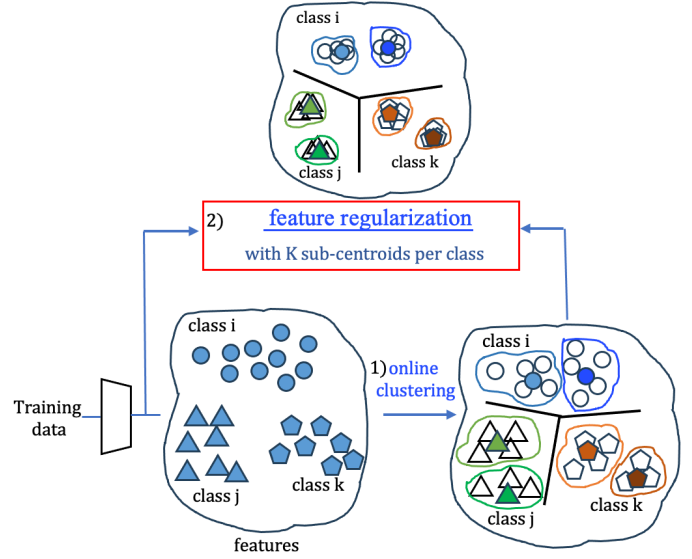 class i
class j
class k
2) feature regularization
with K sub-centroids per class
class i
1) online
clustering
class i
Training
data
class j
class k
class k
class j
features